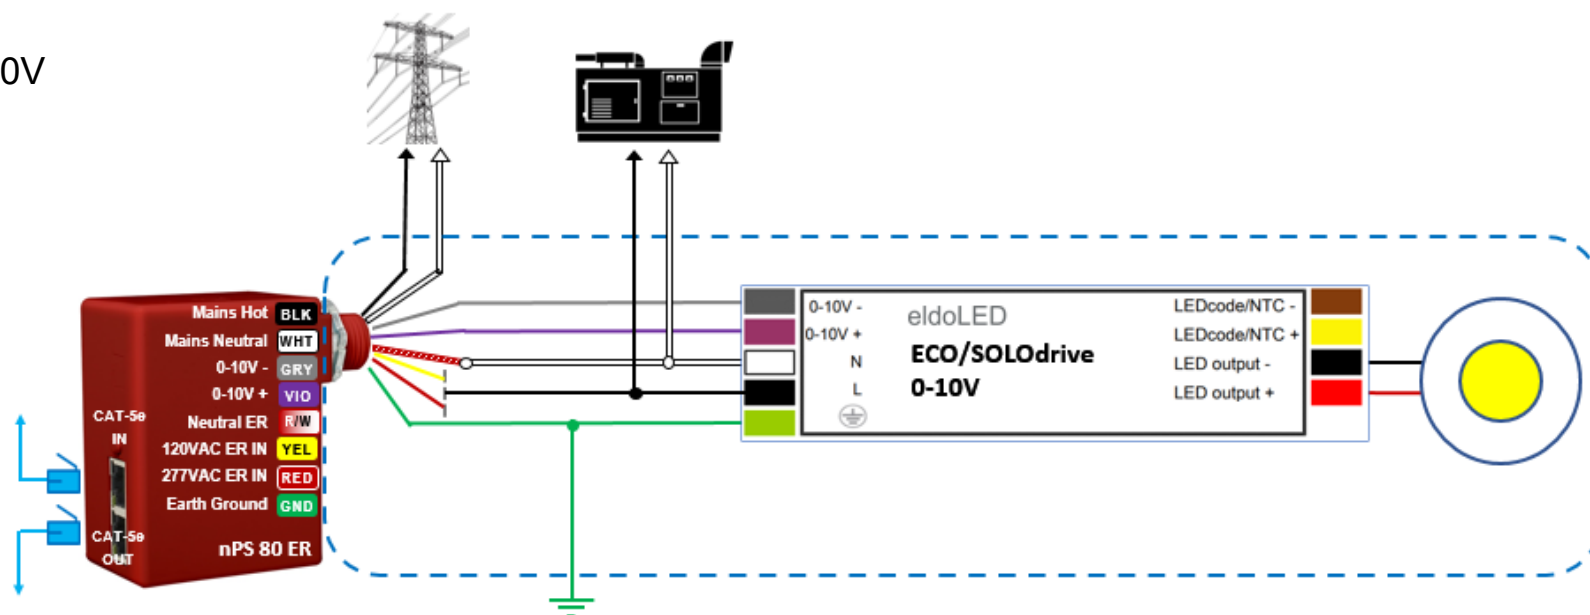 0V
Mains Hot BLK
Mains Neutral WHT
0-10V - GRY
0-10V + VIO
Neutral ER R/W
120VAC ER IN YEL
277VAC ER IN RED
Earth Ground GND
CAT-5e
IN
CAT-5e
OUT
nPS 80 ER
0-10V -
0-10V +
N
L
eldoLED
ECO/SOLOdrive
0-10V
LEDcode/NTC -
LEDcode/NTC +
LED output -
LED output +